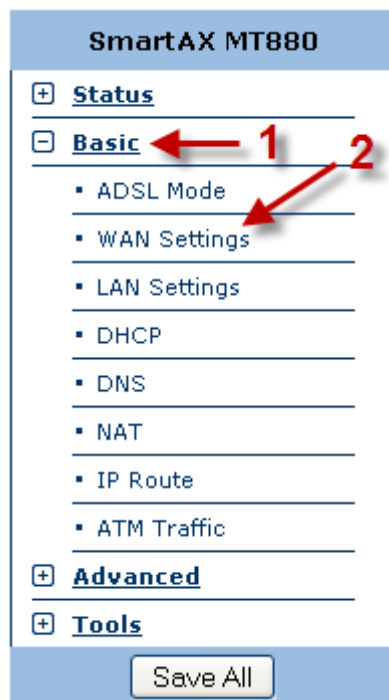 SmartAX MT880
Status
Basic 1
2
ADSL Mode
WAN Settings
LAN Settings
DHCP
DNS
NAT
IP Route
ATM Traffic
Advanced
Tools
Save All